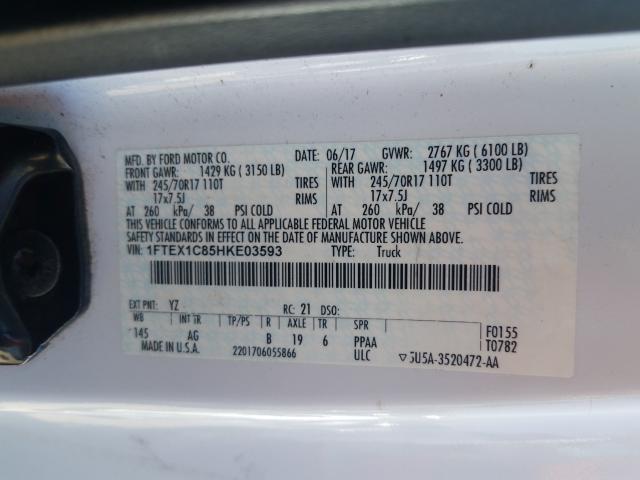 MFD. BY FORD MOTOR CO. DATE: 06/17 GVWR: 2767 KG ( 6100 LB)
FRONT GAWR: 1429 KG ( 3150 LB) REAR GAWR: 1497 KG ( 3300 LB)
WITH 245/70R17 110T TIRES WITH 245/70R17 110T TIRES
17x7.5J RIMS 17x7.5J RIMS
AT 260 kPa/ 38 PSI COLD AT 260 kPa/ 38 PSI COLD
THIS VEHICLE CONFORMS TO ALL APPLICABLE FEDERAL MOTOR VEHICLE
SAFETY STANDARDS IN EFFECT ON THE DATE OF MANUFACTURE SHOWN ABOVE.
VIN: 1FTEX1C85HKE03593 TYPE: Truck
EXT PNT: YZ RC: 21 DSO: F0155
WB INT TR TP/PS R AXLE TR SPR T0782
145 AG B 19 6 PPAA
MADE IN U.S.A. 2201706055866 ULC 5U5A-3520472-AA